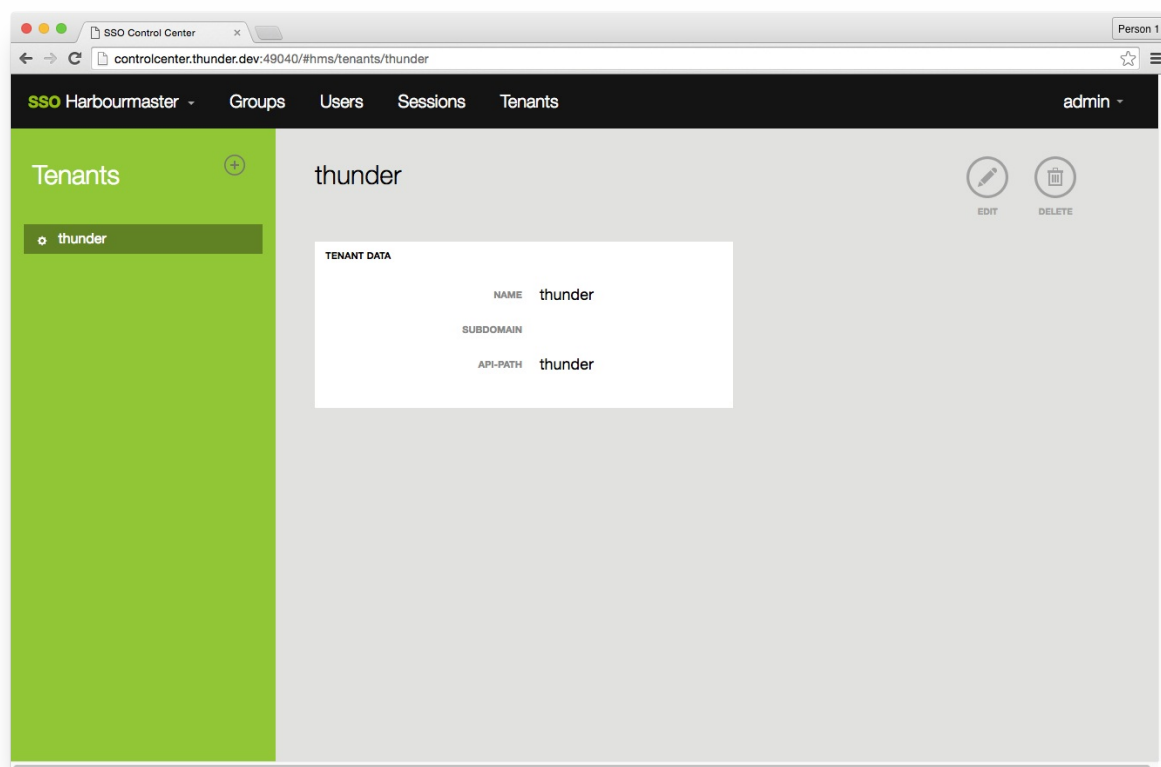 SSO Control Center
Person 1
controlcenter.thunder.dev:49040/#hms/tenants/thunder
SSO Harbourmaster Groups Users Sessions Tenants admin
Tenants
thunder
thunder
EDIT DELETE
TENANT DATA
NAME thunder
SUBDOMAIN
API-PATH thunder